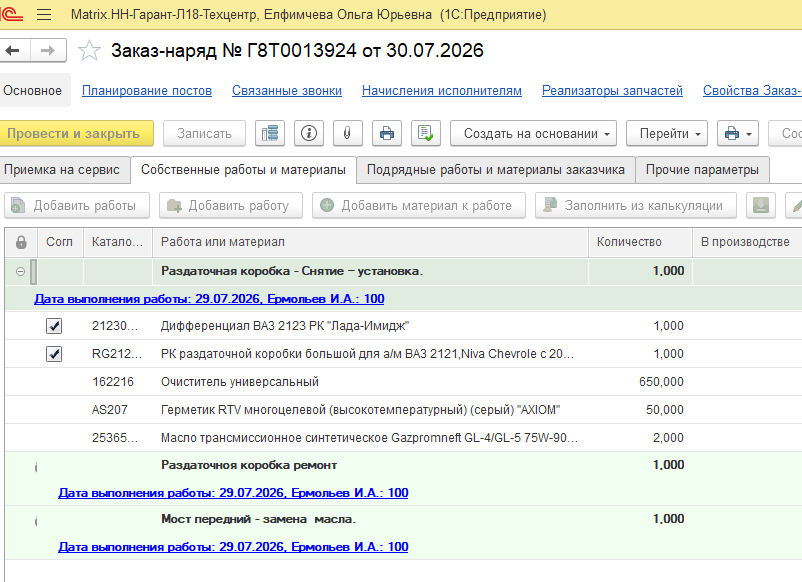 Matrix.НН-Гарант-Л18-Техцентр, Елфимчева Ольга Юрьевна (1С:Предприятие)
Заказ-наряд № Г8Т0013924 от 30.07.2026
Основное Планирование постов Связанные звонки Начисления исполнителям Реализаторы запчастей Свойства Заказ-
Провести и закрыть Записать Создать на основании Перейти Соо
Приемка на сервис Собственные работы и материалы Подрядные работы и материалы заказчика Прочие параметры
Добавить работы Добавить работу Добавить материал к работе Заполнить из калькуляции
Согл Катало... Работа или материал Количество В производстве
Раздаточная коробка - Снятие – установка. 1,000
Дата выполнения работы: 29.07.2026, Ермольев И.А.: 100
21230... Дифференциал ВАЗ 2123 РК "Лада-Имидж" 1,000
RG212... РК раздаточной коробки большой для а/м ВАЗ 2121,Niva Chevrole с 20... 1,000
162216 Очиститель универсальный 650,000
AS207 Герметик RTV многоцелевой (высокотемпературный) (серый) "AXIOM" 50,000
25365... Масло трансмиссионное синтетическое Gazpromneft GL-4/GL-5 75W-90... 2,000
Раздаточноя коробка ремонт 1,000
Дата выполнения работы: 29.07.2026, Ермольев И.А.: 100
Мост передний - замена масла. 1,000
Дата выполнения работы: 29.07.2026, Ермольев И.А.: 100